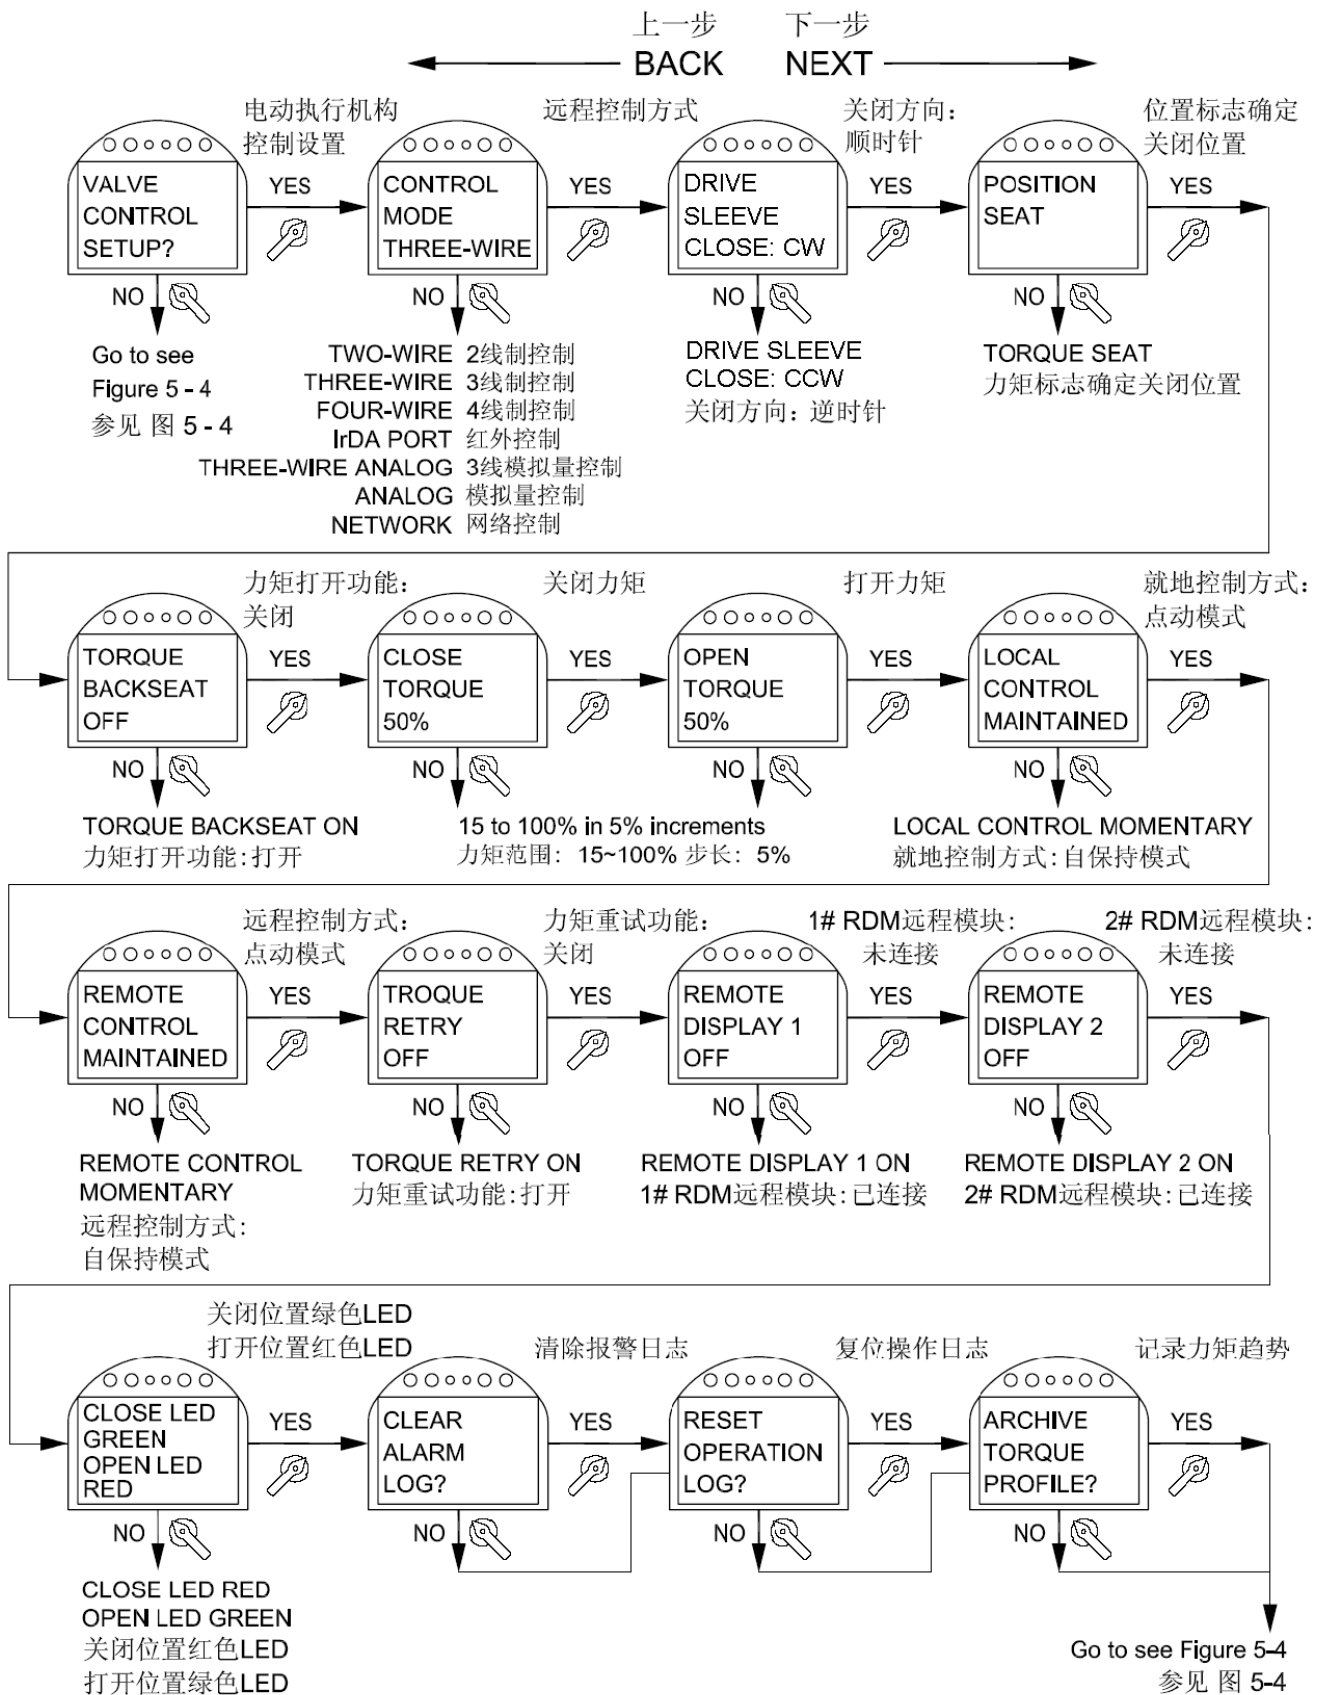 上一步 下一步
BACK NEXT
电动执行机构
控制设置
远程控制方式
关闭方向：
顺时针
位置标志确定
关闭位置
VALVE
CONTROL
SETUP?
YES
CONTROL
MODE
THREE-WIRE
YES
DRIVE
SLEEVE
CLOSE: CW
YES
POSITION
SEAT
YES
NO
NO
NO
NO
Go to see
Figure 5 - 4
参见 图 5 - 4
TWO-WIRE 2线制控制
THREE-WIRE 3线制控制
FOUR-WIRE 4线制控制
IrDA PORT 红外控制
THREE-WIRE ANALOG 3线模拟量控制
ANALOG 模拟量控制
NETWORK 网络控制
DRIVE SLEEVE
CLOSE: CCW
关闭方向：逆时针
TORQUE SEAT
力矩标志确定关闭位置
力矩打开功能：
关闭
关闭力矩
打开力矩
就地控制方式：
点动模式
TORQUE
BACKSEAT
OFF
YES
CLOSE
TORQUE
50%
YES
OPEN
TORQUE
50%
YES
LOCAL
CONTROL
MAINTAINED
YES
NO
NO
NO
NO
TORQUE BACKSEAT ON
力矩打开功能：打开
15 to 100% in 5% increments
力矩范围：15~100% 步长：5%
LOCAL CONTROL MOMENTARY
就地控制方式：自保持模式
远程控制方式：
点动模式
力矩重试功能：
关闭
1# RDM远程模块：
未连接
2# RDM远程模块：
未连接
REMOTE
CONTROL
MAINTAINED
YES
TROQUE
RETRY
OFF
YES
REMOTE
DISPLAY 1
OFF
YES
REMOTE
DISPLAY 2
OFF
YES
NO
NO
NO
NO
REMOTE CONTROL
MOMENTARY
远程控制方式：
自保持模式
TORQUE RETRY ON
力矩重试功能：打开
REMOTE DISPLAY 1 ON
1# RDM远程模块：已连接
REMOTE DISPLAY 2 ON
2# RDM远程模块：已连接
关闭位置绿色LED
打开位置红色LED
清除报警日志
复位操作日志
记录力矩趋势
CLOSE LED
GREEN
OPEN LED
RED
YES
CLEAR
ALARM
LOG?
YES
RESET
OPERATION
LOG?
YES
ARCHIVE
TORQUE
PROFILE?
YES
NO
NO
NO
NO
CLOSE LED RED
OPEN LED GREEN
关闭位置红色LED
打开位置绿色LED
Go to see Figure 5-4
参见 图 5-4